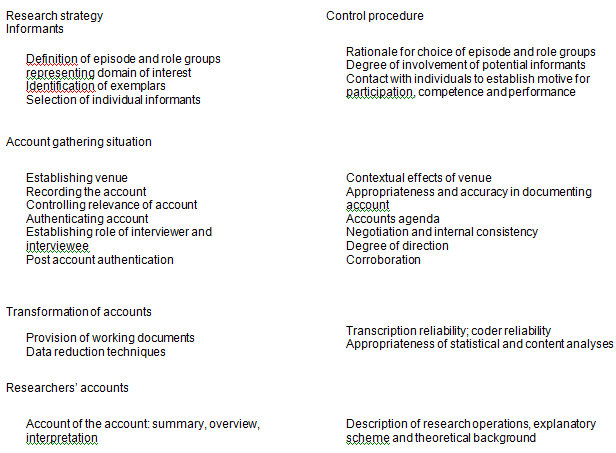 Research strategy
Control procedure
Informants
Definition of episode and role groups
representing domain of interest
Identification of exemplars
Selection of individual informants
Rationale for choice of episode and role groups
Degree of involvement of potential informants
Contact with individuals to establish motive for
participation, competence and performance
Account gathering situation
Establishing venue
Recording the account
Controlling relevance of account
Authenticating account
Establishing role of interviewer and
interviewee
Post account authentication
Contextual effects of venue
Appropriateness and accuracy in documenting
account
Accounts agenda
Negotiation and internal consistency
Degree of direction
Corroboration
Transformation of accounts
Provision of working documents
Data reduction techniques
Transcription reliability; coder reliability
Appropriateness of statistical and content analyses
Researchers’ accounts
Account of the account: summary, overview,
interpretation
Description of research operations, explanatory
scheme and theoretical background